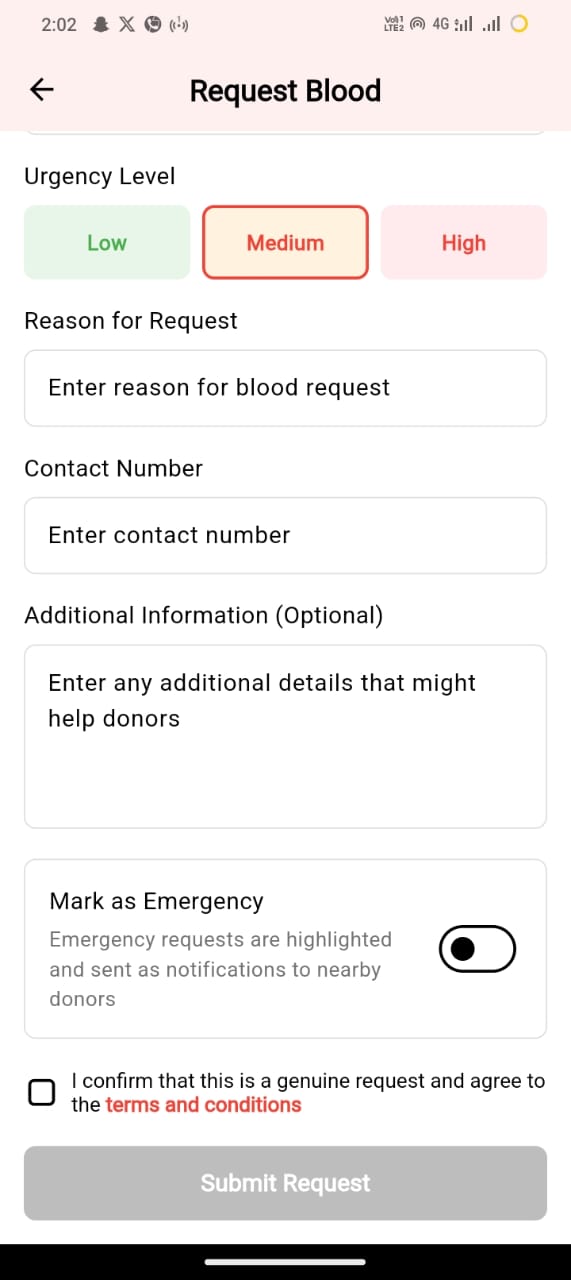 2:02
Vo)) 1
LTE2
4G
Request Blood
Urgency Level
Low
Medium
High
Reason for Request
Enter reason for blood request
Contact Number
Enter contact number
Additional Information (Optional)
Enter any additional details that might
help donors
Mark as Emergency
Emergency requests are highlighted
and sent as notifications to nearby
donors
I confirm that this is a genuine request and agree to
the terms and conditions
Submit Request